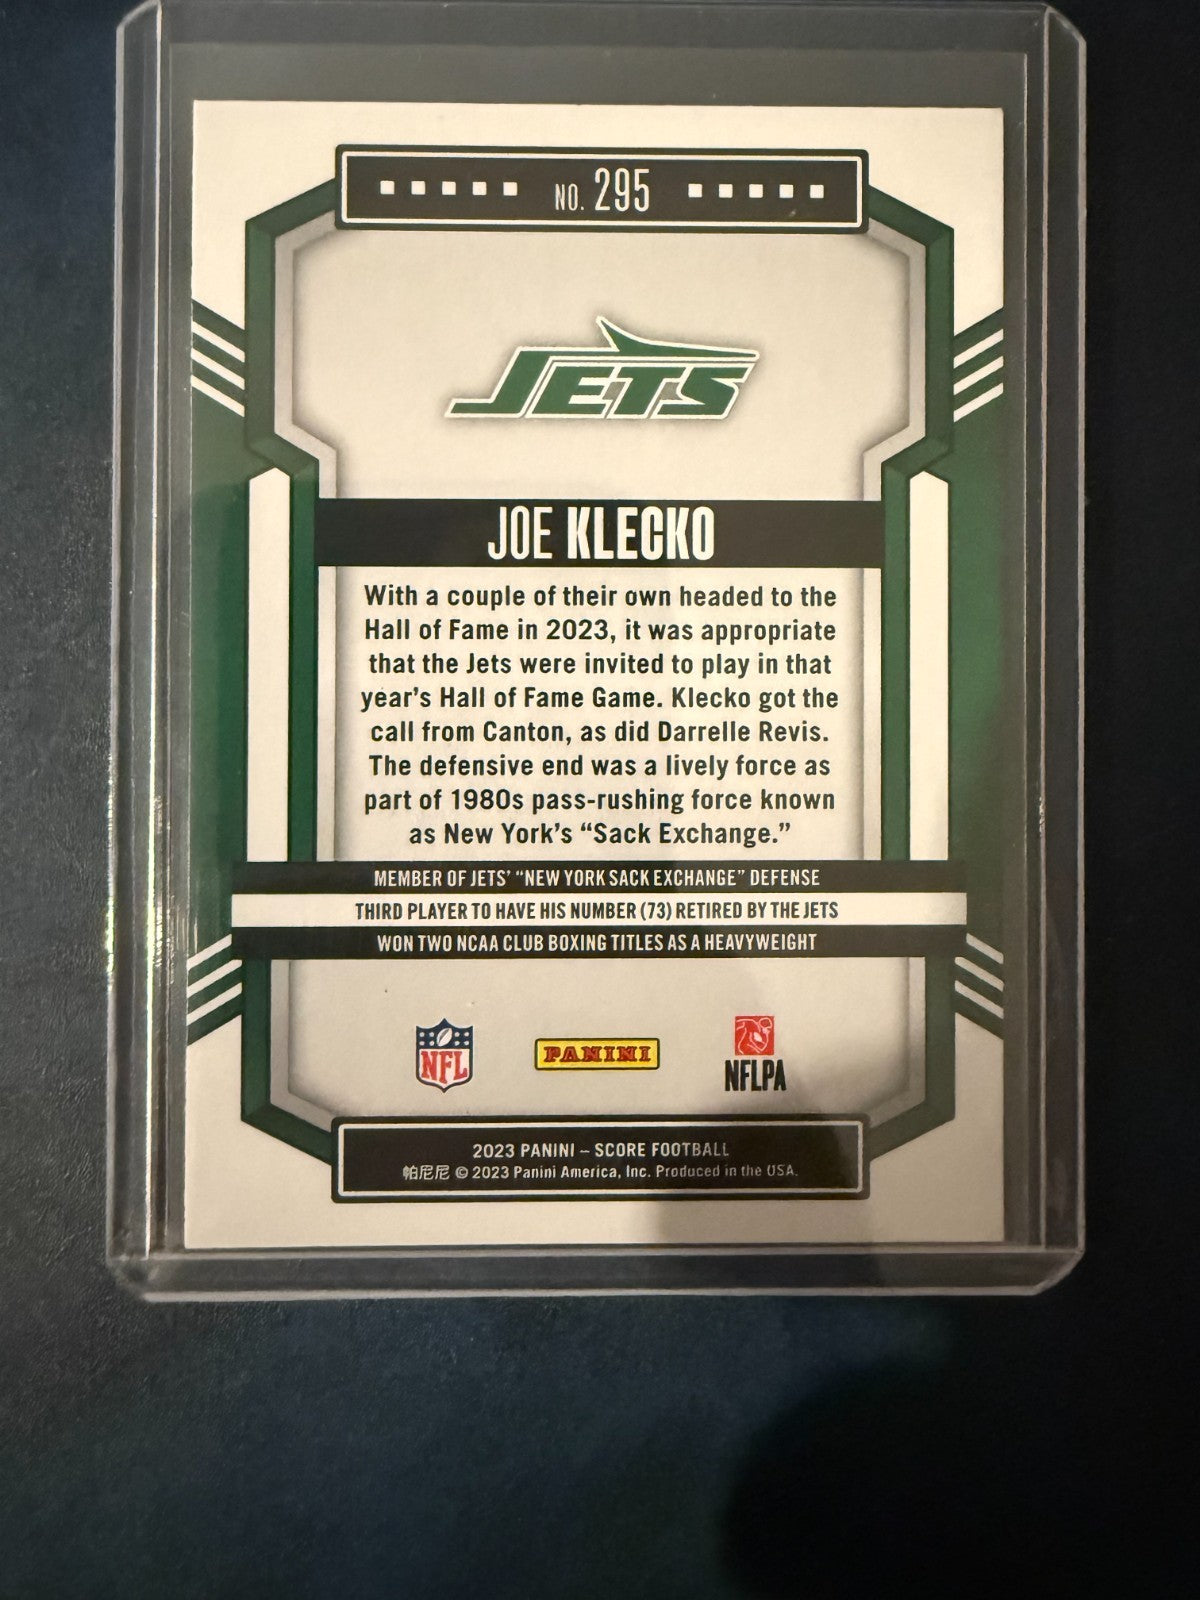 NO. 295
JETS
JOE KLECKO
With a couple of their own headed to the
Hall of Fame in 2023, it was appropriate
that the Jets were invited to play in that
year's Hall of Fame Game. Klecko got the
call from Canton, as did Darrelle Revis.
The defensive end was a lively force as
part of 1980s pass-rushing force known
as New York's “Sack Exchange.”
MEMBER OF JETS' “NEW YORK SACK EXCHANGE” DEFENSE
THIRD PLAYER TO HAVE HIS NUMBER (73) RETIRED BY THE JETS
WON TWO NCAA CLUB BOXING TITLES AS A HEAVYWEIGHT
NFL PANINI NFLPA
2023 PANINI – SCORE FOOTBALL
帕尼尼 © 2023 Panini America, Inc. Produced in the USA.